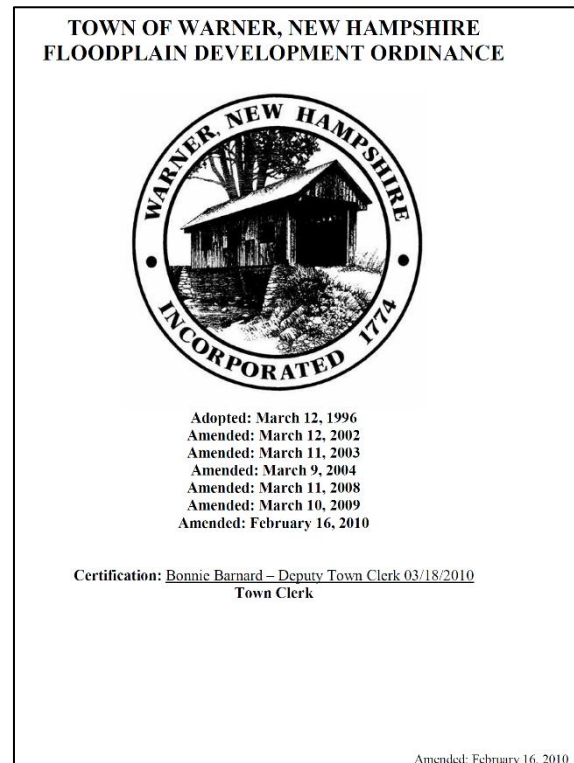 TOWN OF WARNER, NEW HAMPSHIRE
FLOODPLAIN DEVELOPMENT ORDINANCE
WARNER, NEW HAMPSHIRE
INCORPORATED 1774
Adopted: March 12, 1996
Amended: March 12, 2002
Amended: March 11, 2003
Amended: March 9, 2004
Amended: March 11, 2008
Amended: March 10, 2009
Amended: February 16, 2010
Certification: Bonnie Barnard – Deputy Town Clerk 03/18/2010
Town Clerk
Amended: February 16, 2010